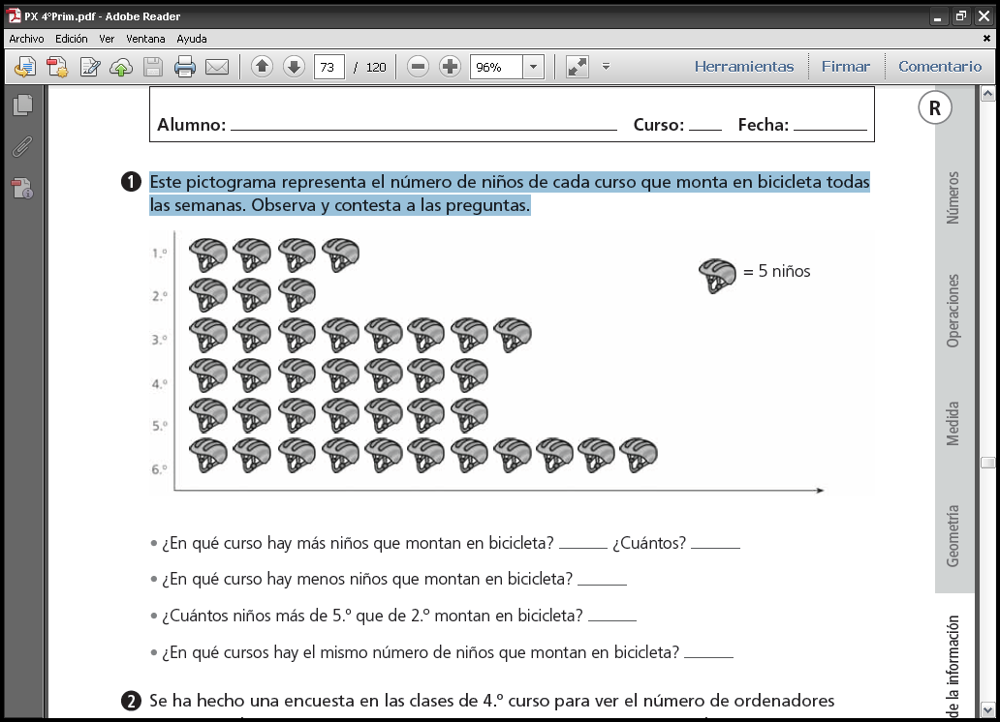 PX 4°Prim.pdf - Adobe Reader
Archivo Edición Ver Ventana Ayuda
73 / 120 96% Herramientas Firmar Comentario
Alumno: Curso: Fecha:
R
1 Este pictograma representa el número de niños de cada curso que monta en bicicleta todas
las semanas. Observa y contesta a las preguntas.
1.º
= 5 niños
2.º
3.º
4.º
5.º
6.º
• ¿En qué curso hay más niños que montan en bicicleta? ______ ¿Cuántos? ______
• ¿En qué curso hay menos niños que montan en bicicleta? ______
• ¿Cuántos niños más de 5.º que de 2.º montan en bicicleta? ______
• ¿En qué cursos hay el mismo número de niños que montan en bicicleta? ______
2 Se ha hecho una encuesta en las clases de 4.º curso para ver el número de ordenadores
Números
Operaciones
Medida
Geometría
de la información